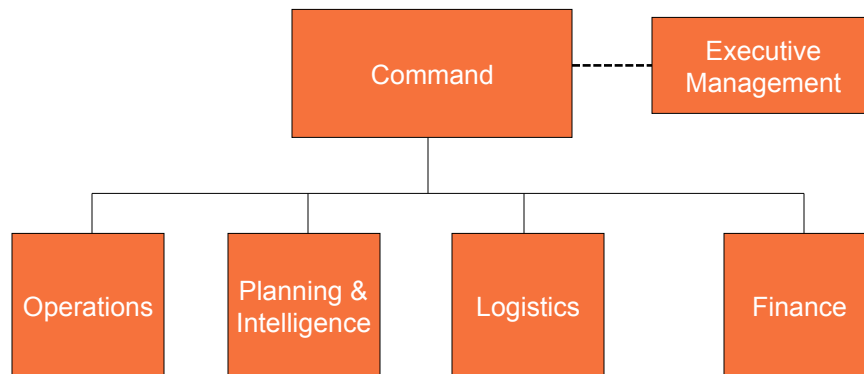 Command
Executive
Management
Operations
Planning &
Intelligence
Logistics
Finance